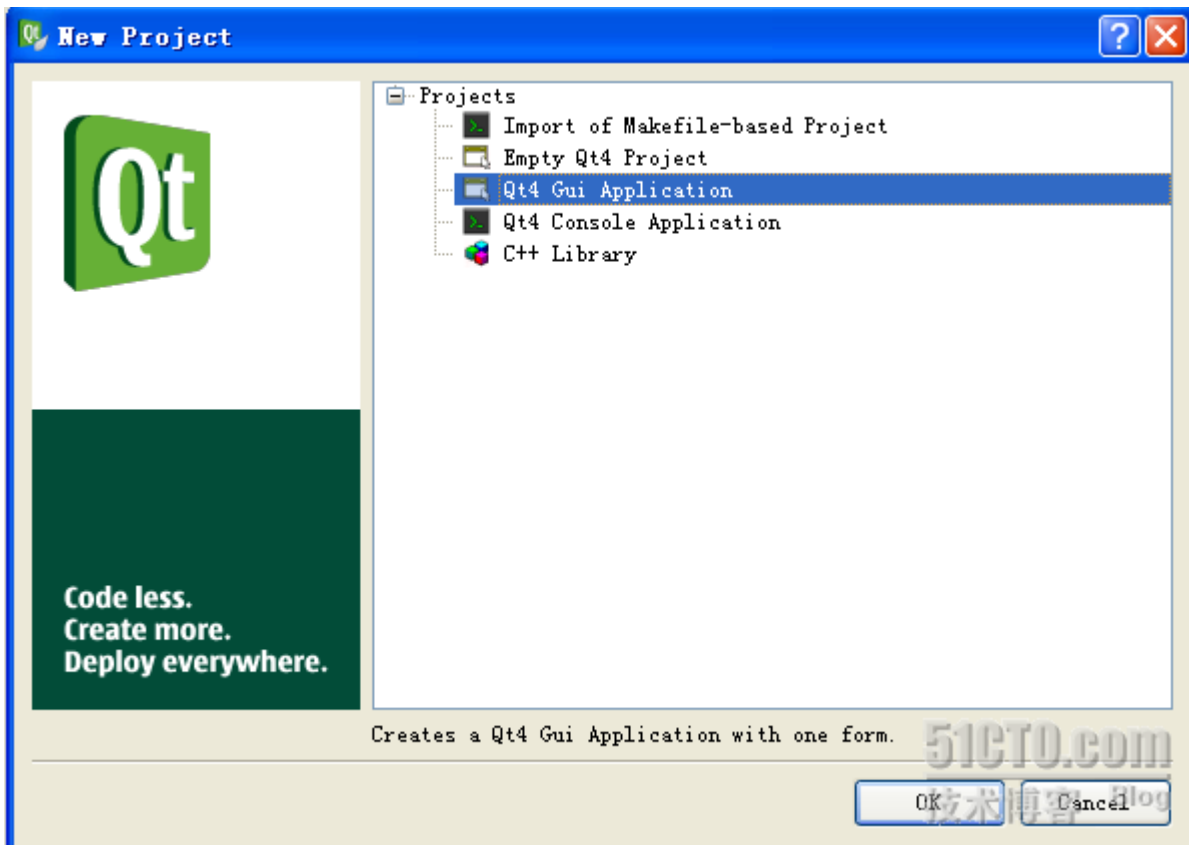 New Project
Qt
Projects
Import of Makefile-based Project
Empty Qt4 Project
Qt4 Gui Application
Qt4 Console Application
C++ Library
Code less.
Create more.
Deploy everywhere.
Creates a Qt4 Gui Application with one form.
51CTO.com
技术博客 Blog
OK
Cancel